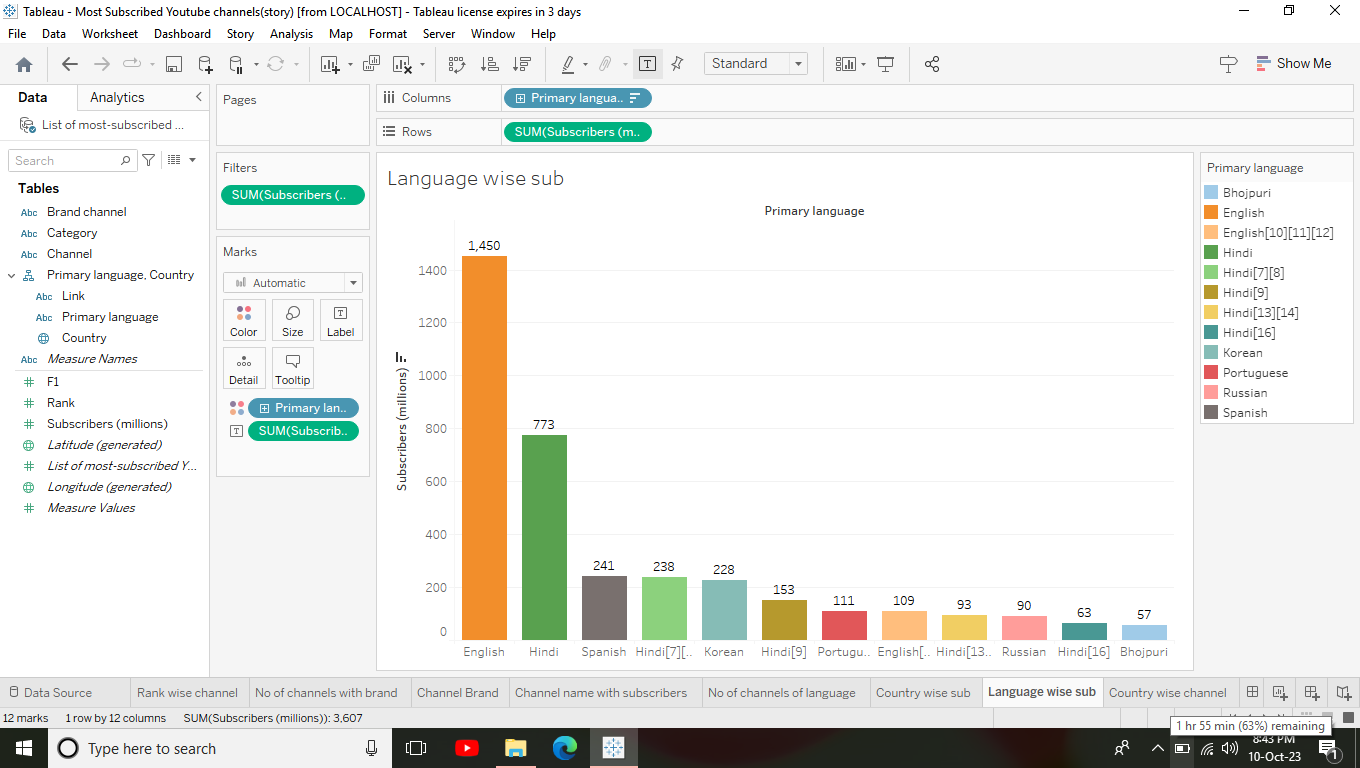 Tableau - Most Subscribed Youtube channels(story) [from LOCALHOST] - Tableau license expires in 3 days
File Data Worksheet Dashboard Story Analysis Map Format Server Window Help
Standard
Show Me
Data Analytics
List of most-subscribed ...
Search
Tables
Abc Brand channel
Abc Category
Abc Channel
Primary language, Country
Abc Link
Abc Primary language
Country
Abc Measure Names
# F1
# Rank
# Subscribers (millions)
Latitude (generated)
# List of most-subscribed Y...
Longitude (generated)
# Measure Values
Pages
Filters
SUM(Subscribers (..
Marks
Automatic
Color Size Label
Detail Tooltip
Primary lan..
SUM(Subscrib..
Columns
Primary langua..
Rows
SUM(Subscribers (m..
Language wise sub
Primary language
Subscribers (millions)
1400
1200
1000
800
600
400
200
0
1,450
773
241
238
228
153
111
109
93
90
63
57
English Hindi Spanish Hindi[7][.. Korean Hindi[9] Portugu.. English[.. Hindi[13.. Russian Hindi[16] Bhojpuri
Primary language
Bhojpuri
English
English[10][11][12]
Hindi
Hindi[7][8]
Hindi[9]
Hindi[13][14]
Hindi[16]
Korean
Portuguese
Russian
Spanish
Data Source Rank wise channel No of channels with brand Channel Brand Channel name with subscribers No of channels of language Country wise sub Language wise sub Country wise channel
12 marks 1 row by 12 columns SUM(Subscribers (millions)): 3,607
1 hr 55 min (63%) remaining
Type here to search
8:43 PM
10-Oct-23
1